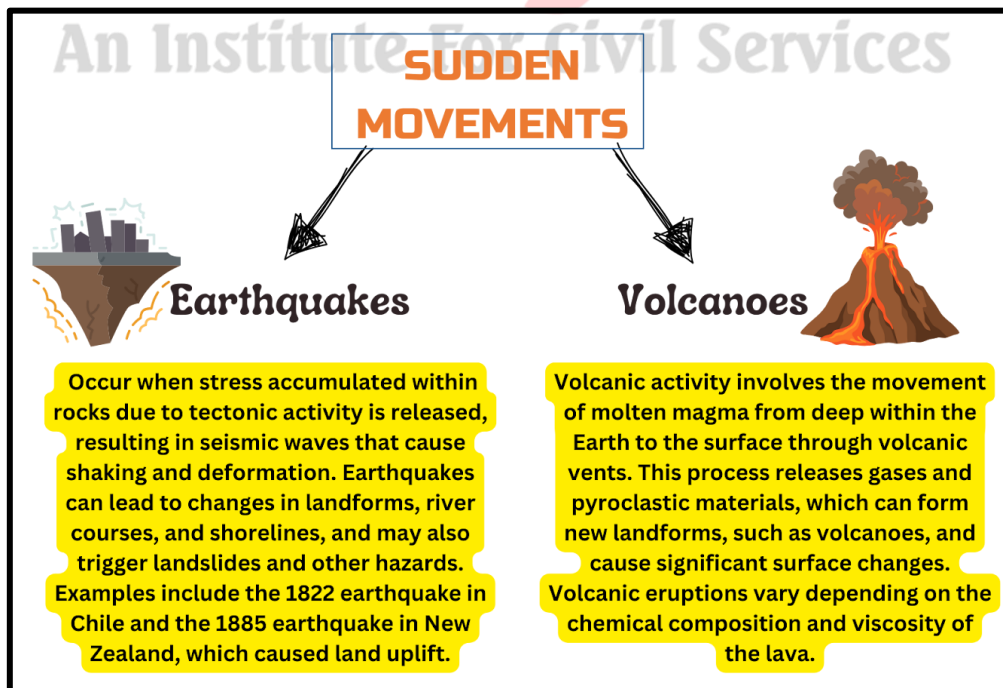 An Institute For Civil Services
SUDDEN
MOVEMENTS
Earthquakes
Occur when stress accumulated within
rocks due to tectonic activity is released,
resulting in seismic waves that cause
shaking and deformation. Earthquakes
can lead to changes in landforms, river
courses, and shorelines, and may also
trigger landslides and other hazards.
Examples include the 1822 earthquake in
Chile and the 1885 earthquake in New
Zealand, which caused land uplift.
Volcanoes
Volcanic activity involves the movement
of molten magma from deep within the
Earth to the surface through volcanic
vents. This process releases gases and
pyroclastic materials, which can form
new landforms, such as volcanoes, and
cause significant surface changes.
Volcanic eruptions vary depending on the
chemical composition and viscosity of
the lava.